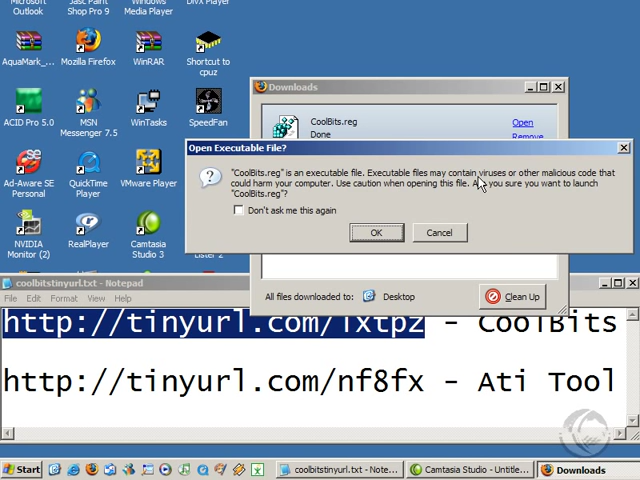 Microsoft Outlook
Jasc Paint Shop Pro 9
Windows Media Player
DivX Player
AquaMark_...
Mozilla Firefox
WinRAR
Shortcut to cpuz
ACID Pro 5.0
MSN Messenger 7.5
WinTasks
SpeedFan
Ad-Aware SE Personal
QuickTime Player
VMware Player
NVIDIA Monitor (2)
RealPlayer
Camtasia Studio 3
Lister 2
Downloads
CoolBits.reg
Done
Open
Remove
Open Executable File?
"CoolBits.reg" is an executable file. Executable files may contain viruses or other malicious code that
could harm your computer. Use caution when opening this file. Are you sure you want to launch
"CoolBits.reg"?
Don't ask me this again
OK
Cancel
All files downloaded to:
Desktop
Clean Up
coolbitstinyurl.txt - Notepad
File Edit Format View
- CoolBits
http://tinyurl.com/nf8fx - Ati Tool
Start
coolbitstinyurl.txt - Note...
Camtasia Studio - Untitle...
Downloads